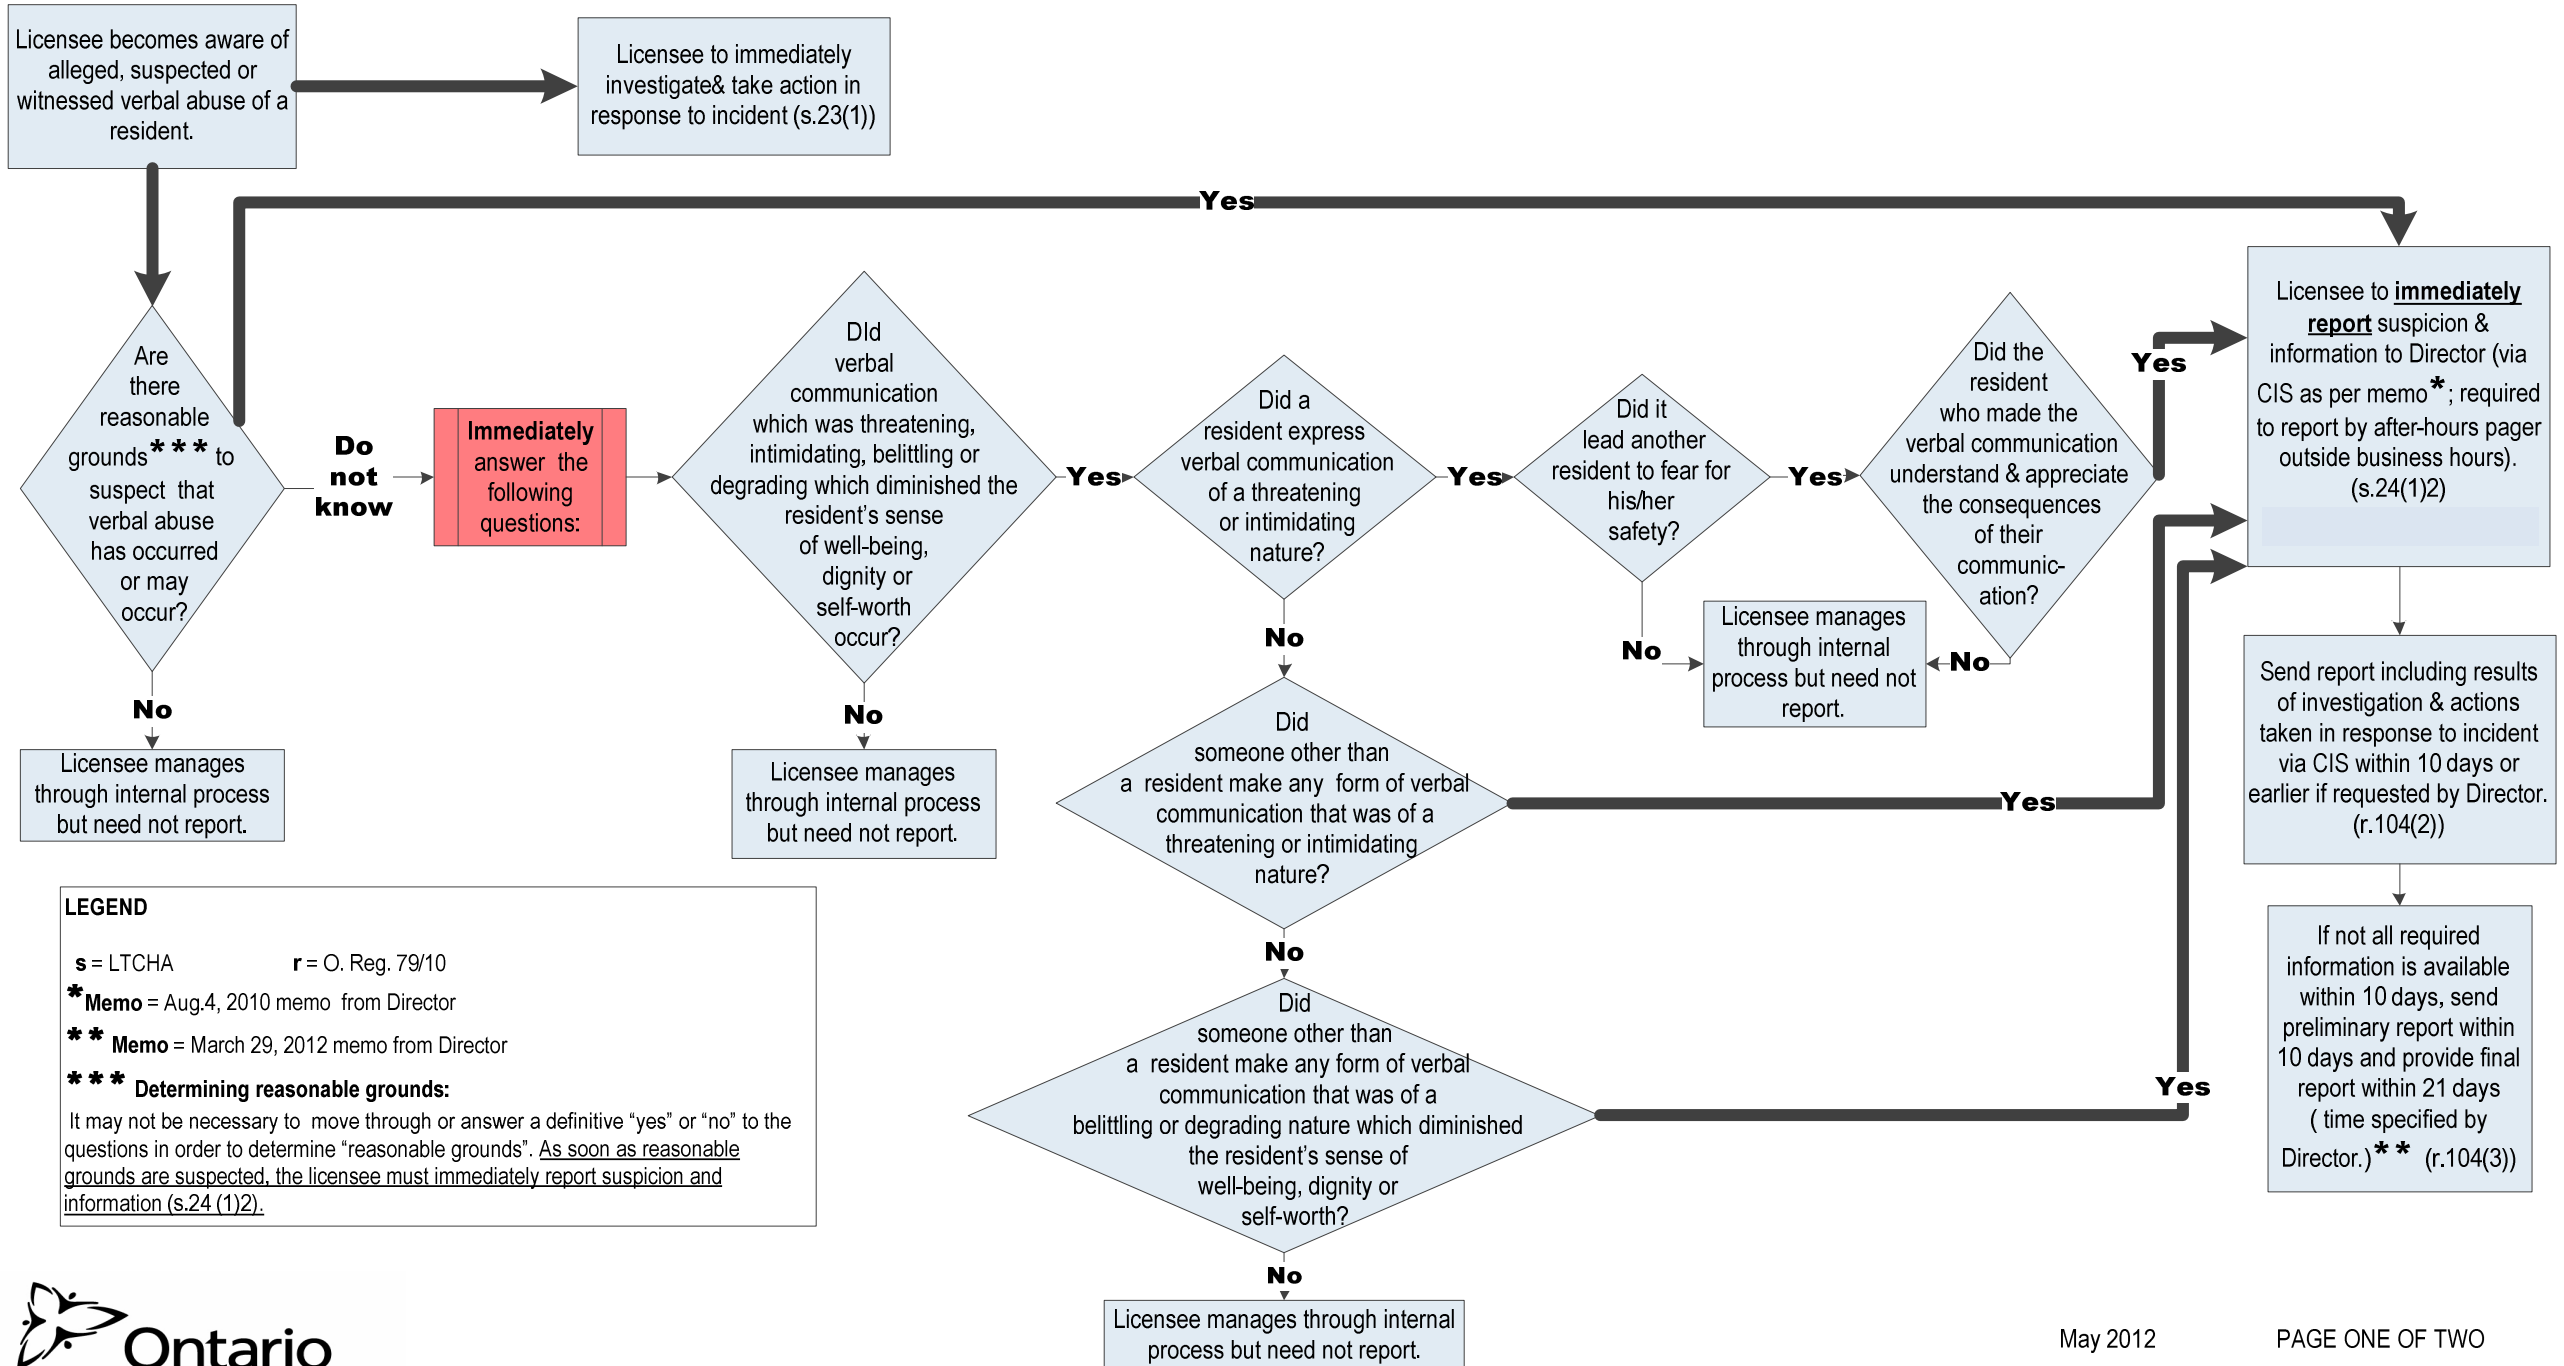 Licensee becomes aware of
alleged, suspected or
witnessed verbal abuse of a
resident.
Licensee to immediately
investigate& take action in
response to incident (s.23(1))
Yes
Are
there
reasonable
grounds*** to
suspect that
verbal abuse
has occurred
or may
occur?
Do
not
know
Immediately
answer the
following
questions:
DId
verbal
communication
which was threatening,
intimidating, belittling or
degrading which diminished the
resident's sense
of well-being,
dignity or
self-worth
occur?
Yes
Did a
resident express
verbal communication
of a threatening
or intimidating
nature?
Yes
Did it
lead another
resident to fear for
his/her
safety?
Yes
Did the
resident
who made the
verbal communication
understand & appreciate
the consequences
of their
communic-
ation?
Yes
Licensee to immediately
report suspicion &
information to Director (via
CIS as per memo*; required
to report by after-hours pager
outside business hours).
(s.24(1)2)
No
Licensee manages
through internal process
but need not report.
No
Licensee manages
through internal process
but need not report.
No
No
Licensee manages
through internal
process but need not
report.
No
Did
someone other than
a resident make any form of verbal
communication that was of a
threatening or intimidating
nature?
Yes
Send report including results
of investigation & actions
taken in response to incident
via CIS within 10 days or
earlier if requested by Director.
(r.104(2))
No
Did
someone other than
a resident make any form of verbal
communication that was of a
belittling or degrading nature which diminished
the resident's sense of
well-being, dignity or
self-worth?
Yes
If not all required
information is available
within 10 days, send
preliminary report within
10 days and provide final
report within 21 days
( time specified by
Director.)** (r.104(3))
No
Licensee manages through internal
process but need not report.
LEGEND
s = LTCHA r = O. Reg. 79/10
*Memo = Aug.4, 2010 memo from Director
** Memo = March 29, 2012 memo from Director
*** Determining reasonable grounds:
It may not be necessary to move through or answer a definitive "yes" or "no" to the
questions in order to determine "reasonable grounds". As soon as reasonable
grounds are suspected, the licensee must immediately report suspicion and
information (s.24 (1)2).
Ontario
May 2012 PAGE ONE OF TWO